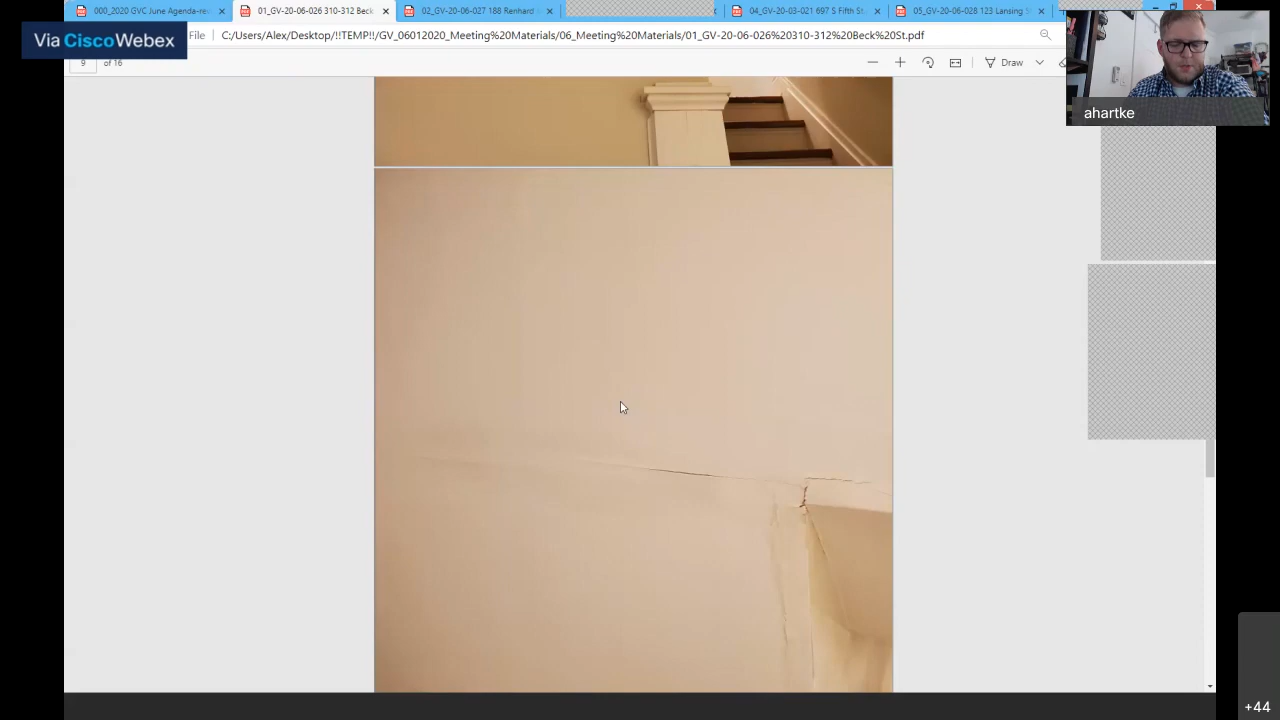 000_2020 GVC June Agenda-rev
01_GV-20-06-026 310-312 Beck
02_GV-20-06-027 188 Renhard
04_GV-20-03-021 697 S Fifth St.
05_GV-20-06-028 123 Lansing S
Via CiscoWebex
File
C:/Users/Alex/Desktop/!!TEMP!!/GV_06012020_Meeting%20Materials/06_Meeting%20Materials/01_GV-20-06-026%20310-312%20Beck%20St.pdf
9 of 16
Draw
ahartke
+44